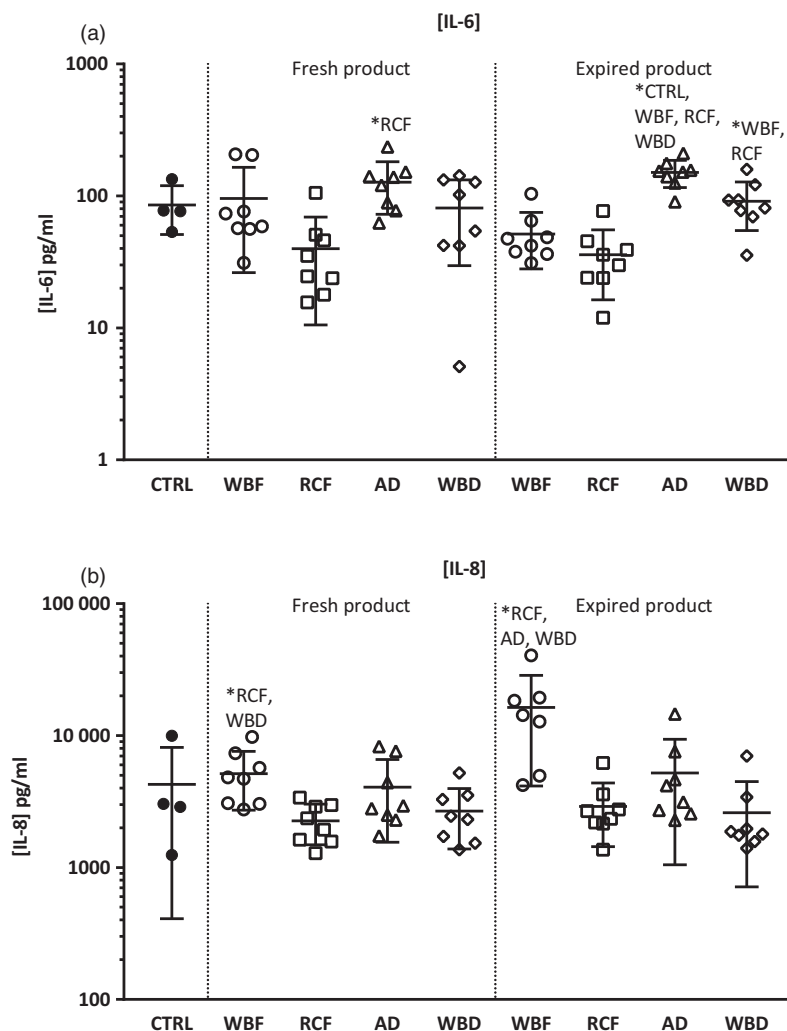 (a)
[IL-6]
[IL-6] pg/ml
1000
100
10
1
Fresh product
Expired product
*RCF
*CTRL,
WBF, RCF,
WBD
*WBF,
RCF
CTRL WBF RCF AD WBD WBF RCF AD WBD
(b)
[IL-8]
[IL-8] pg/ml
100 000
10 000
1000
100
Fresh product
Expired product
*RCF,
WBD
*RCF,
AD, WBD
CTRL WBF RCF AD WBD WBF RCF AD WBD